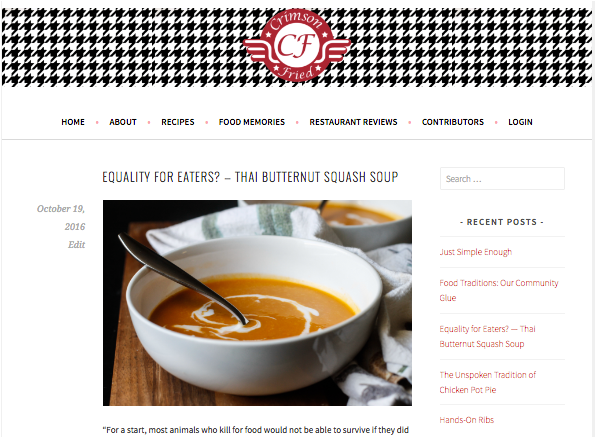 Crimson
CF
Fried
HOME • ABOUT • RECIPES • FOOD MEMORIES • RESTAURANT REVIEWS • CONTRIBUTORS • LOGIN
EQUALITY FOR EATERS? – THAI BUTTERNUT SQUASH SOUP
October 19,
2016
Edit
“For a start, most animals who kill for food would not be able to survive if they did
Search …
- RECENT POSTS -
Just Simple Enough
Food Traditions: Our Community
Glue
Equality for Eaters? — Thai
Butternut Squash Soup
The Unspoken Tradition of
Chicken Pot Pie
Hands-On Ribs